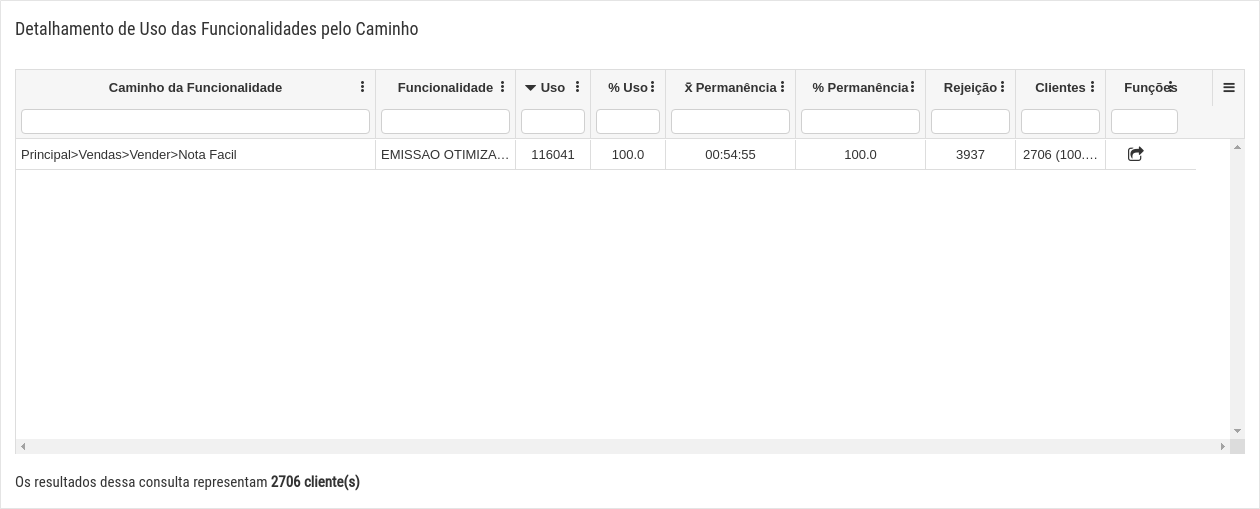 Detalhamento de Uso das Funcionalidades pelo Caminho
Caminho da Funcionalidade Funcionalidade Uso % Uso x̄ Permanência % Permanência Rejeição Clientes Funções
Principal>Vendas>Vender>Nota Facil EMISSAO OTIMIZA… 116041 100.0 00:54:55 100.0 3937 2706 (100.…
Os resultados dessa consulta representam 2706 cliente(s)